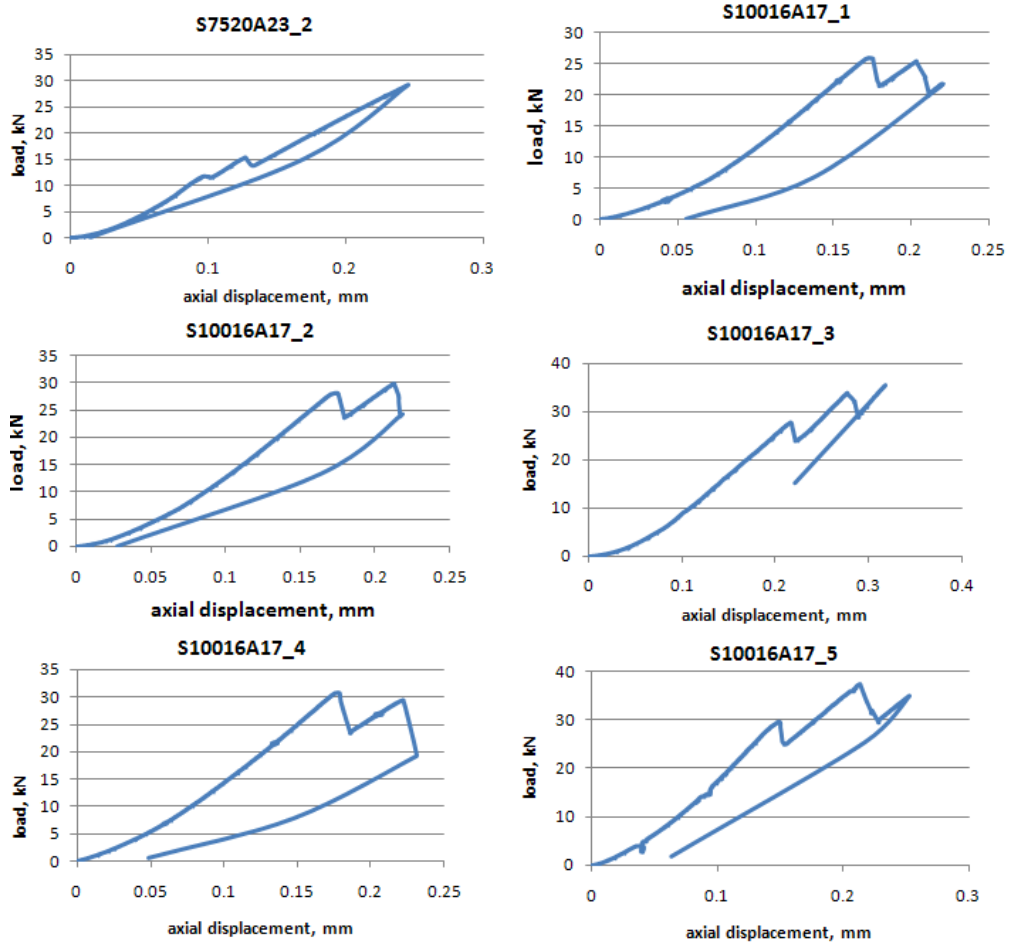 S7520A23_2
35
30
25
20
15
10
5
0
load, kN
0 0.1 0.2 0.3
axial displacement, mm
S10016A17_1
30
25
20
15
10
5
0
load, kN
0 0.05 0.1 0.15 0.2 0.25
axial displacement, mm
S10016A17_2
35
30
25
20
15
10
5
0
load, kN
0 0.05 0.1 0.15 0.2 0.25
axial displacement, mm
S10016A17_3
40
30
20
10
0
load, kN
0 0.1 0.2 0.3 0.4
axial displacement, mm
S10016A17_4
35
30
25
20
15
10
5
0
load, kN
0 0.05 0.1 0.15 0.2 0.25
axial displacement, mm
S10016A17_5
40
30
20
10
0
load, kN
0 0.1 0.2 0.3
axial displacement, mm